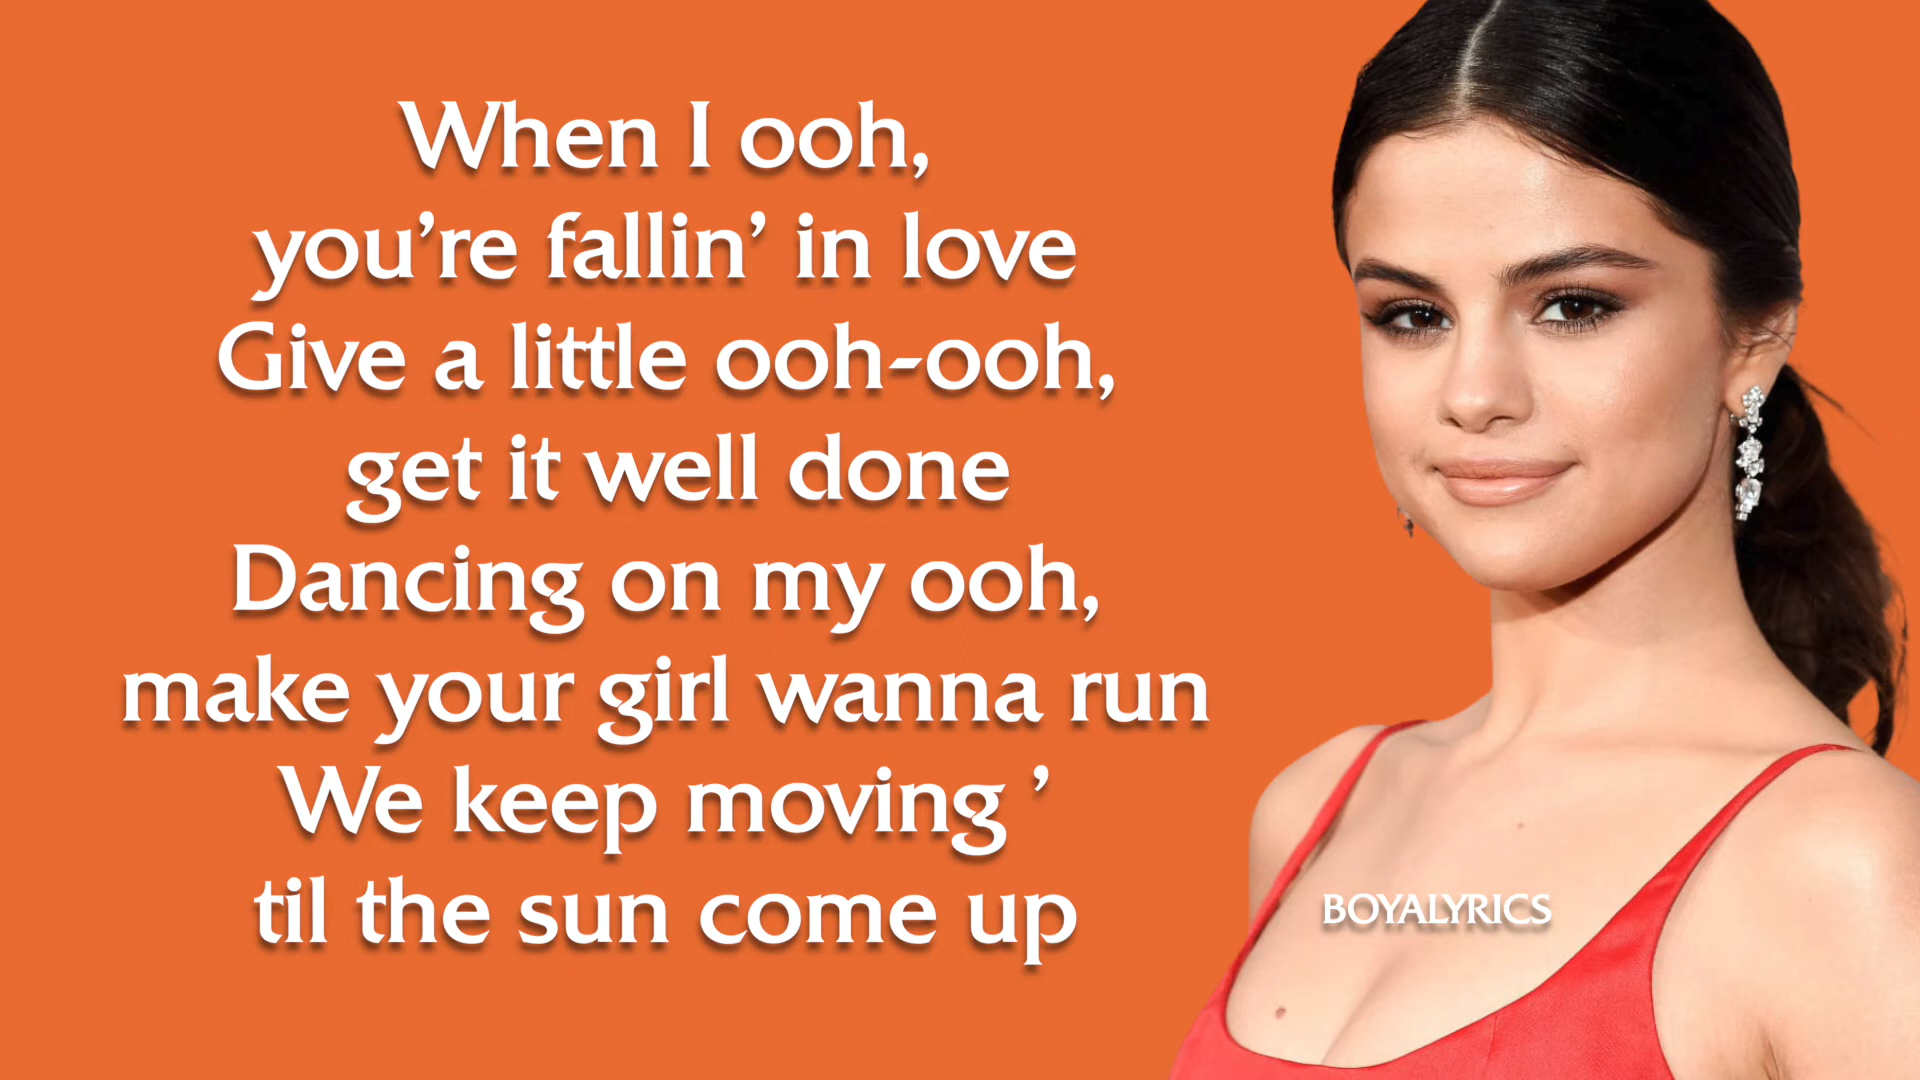 When I ooh,
you’re fallin’ in love
Give a little ooh-ooh,
get it well done
Dancing on my ooh,
make your girl wanna run
We keep moving ’
til the sun come up
BOYALYRICS